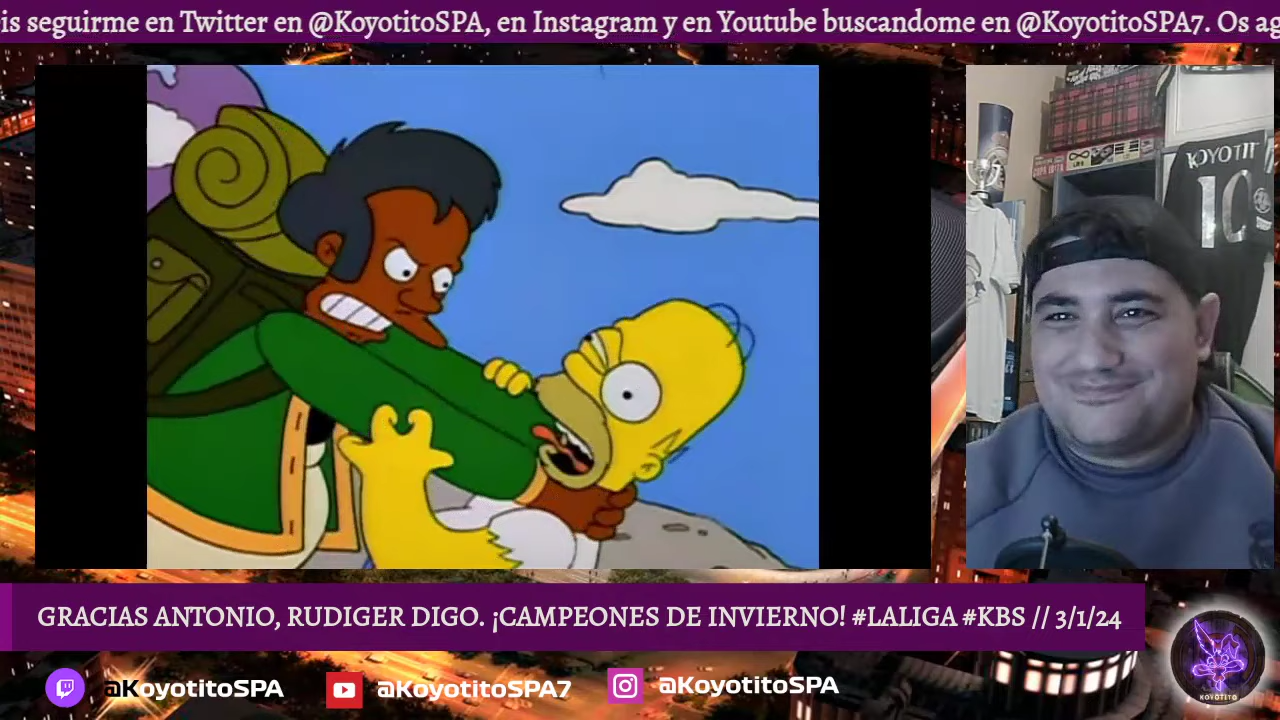 is seguirme en Twitter en @KoyotitoSPA, en Instagram y en Youtube buscandome en @KoyotitoSPA7. Os ag
KOYOTIT
10
GRACIAS ANTONIO, RUDIGER DIGO. ¡CAMPEONES DE INVIERNO! #LALIGA #KBS // 3/1/24
@KoyotitoSPA
@KoyotitoSPA7
@KoyotitoSPA
KOYOTITO